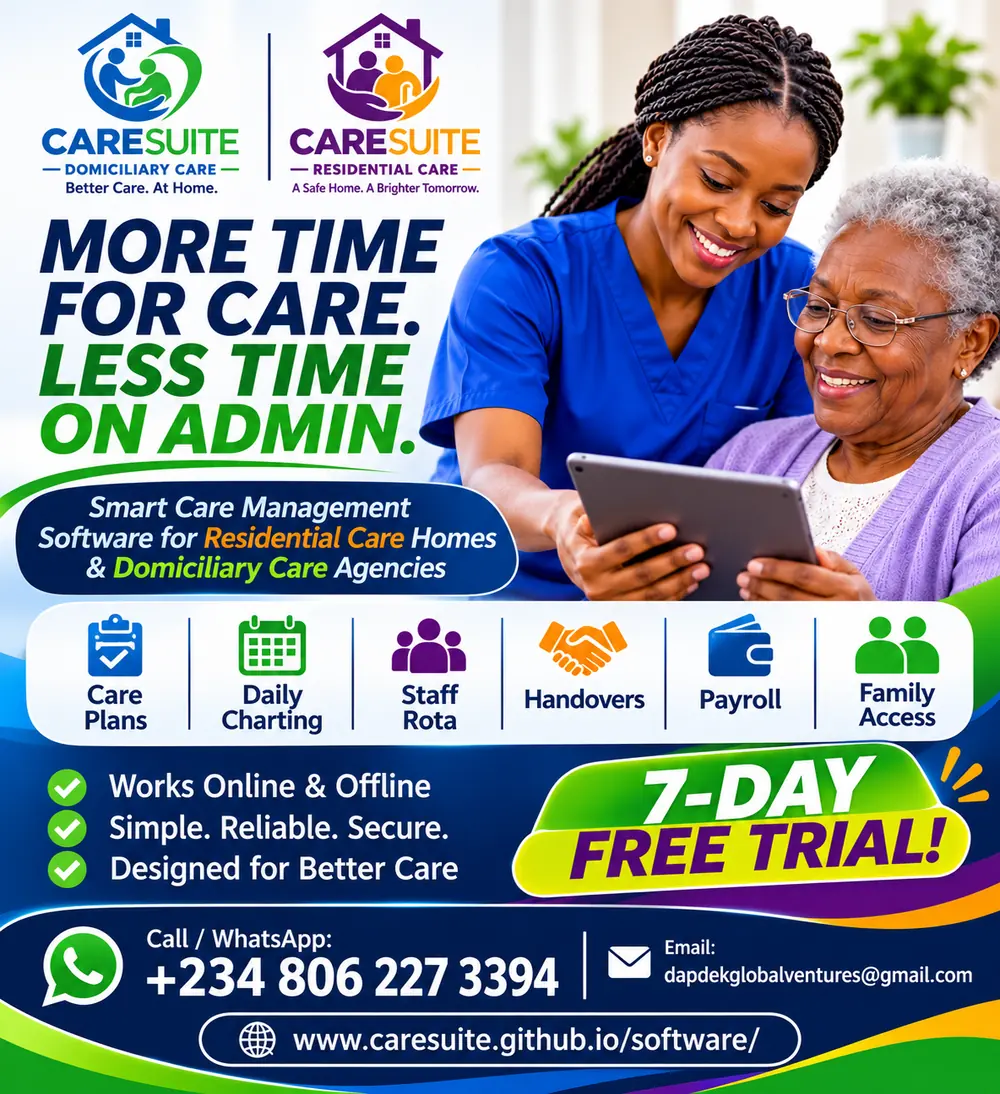 CARESUITE
DOMICILIARY CARE
Better Care. At Home.
CARESUITE
RESIDENTIAL CARE
A Safe Home. A Brighter Tomorrow.
MORE TIME
FOR CARE.
LESS TIME
ON ADMIN.
Smart Care Management
Software for Residential Care Homes
& Domiciliary Care Agencies
Care
Plans
Daily
Charting
Staff
Rota
Handovers
Payroll
Family
Access
Works Online & Offline
Simple. Reliable. Secure.
Designed for Better Care
7-DAY
FREE TRIAL!
Call / WhatsApp:
+234 806 227 3394
Email:
dapdekglobalventures@gmail.com
www.caresuite.github.io/software/